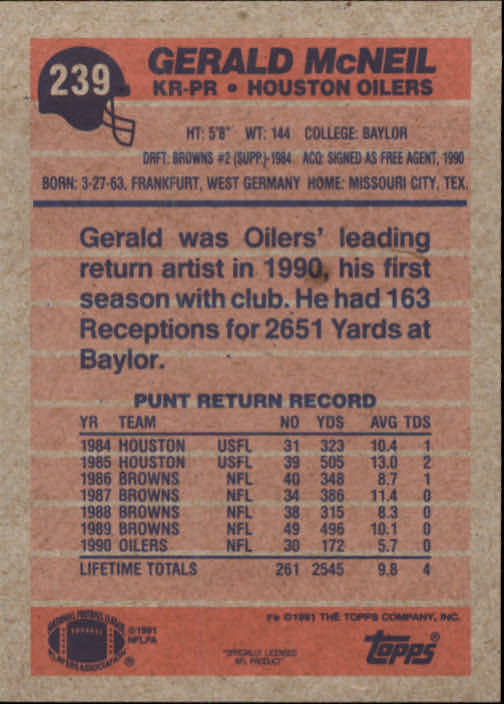 239
GERALD McNEIL
KR-PR • HOUSTON OILERS
HT: 5'8" WT: 144 COLLEGE: BAYLOR
DRFT: BROWNS #2 (SUPP.)-1984 ACQ: SIGNED AS FREE AGENT, 1990
BORN: 3-27-63, FRANKFURT, WEST GERMANY HOME: MISSOURI CITY, TEX.
Gerald was Oilers' leading
return artist in 1990, his first
season with club. He had 163
Receptions for 2651 Yards at
Baylor.
PUNT RETURN RECORD
YR TEAM NO YDS AVG TDS
1984 HOUSTON USFL 31 323 10.4 1
1985 HOUSTON USFL 39 505 13.0 2
1986 BROWNS NFL 40 348 8.7 1
1987 BROWNS NFL 34 386 11.4 0
1988 BROWNS NFL 38 315 8.3 0
1989 BROWNS NFL 49 496 10.1 0
1990 OILERS NFL 30 172 5.7 0
LIFETIME TOTALS 261 2545 9.8 4
©1991 THE TOPPS COMPANY, INC.
NATIONAL FOOTBALL LEAGUE
PLAYERS ASSOCIATION
®
©1991
NFLPA
"OFFICIALLY LICENSED
NFL PRODUCT"
topps®